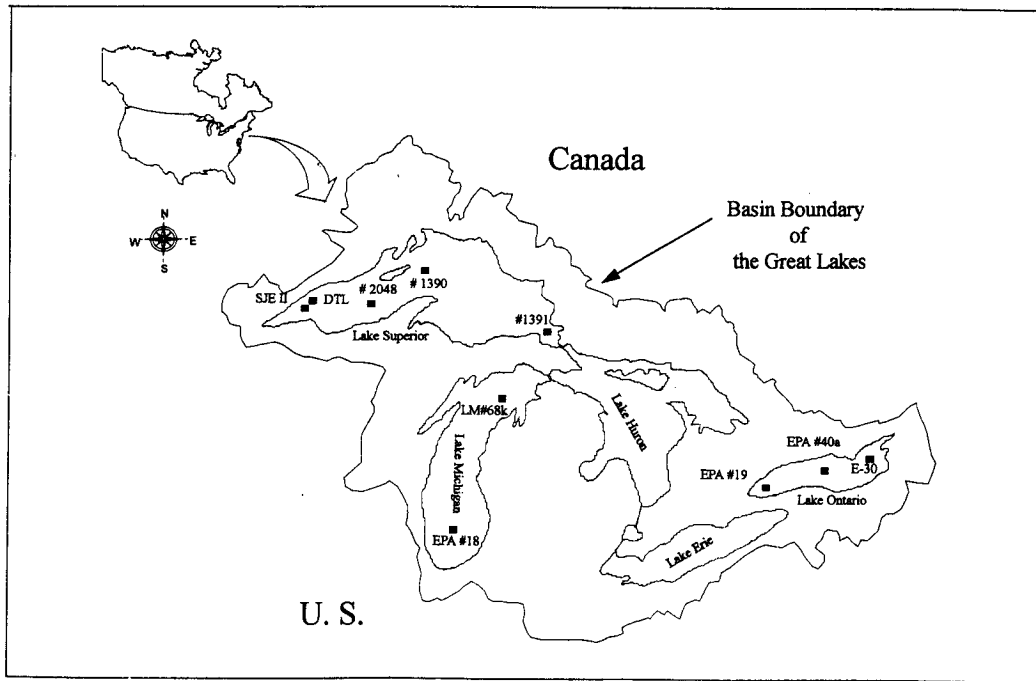 Canada
Basin Boundary
of
the Great Lakes
N
W E
S
SJE II
DTL
# 2048
# 1390
#1391
Lake Superior
LM#68k
Lake Michigan
Lake Huron
EPA #18
EPA #40a
EPA #19
E-30
Lake Ontario
Lake Erie
U. S.